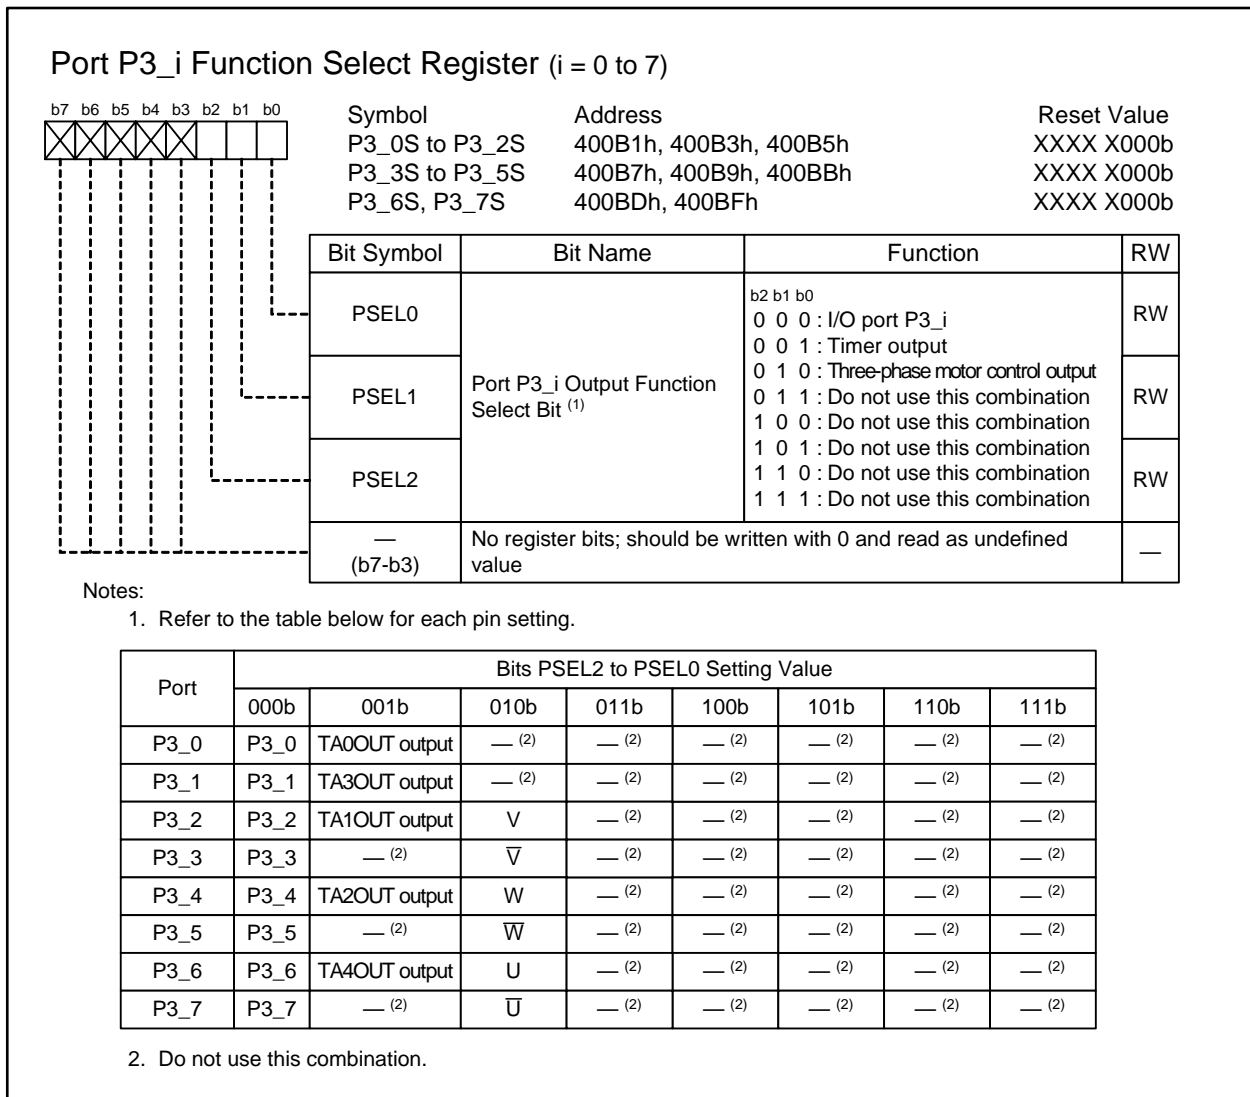 Port P3_i Function Select Register (i = 0 to 7)
b7 b6 b5 b4 b3 b2 b1 b0
Symbol Address Reset Value
P3_0S to P3_2S 400B1h, 400B3h, 400B5h XXXX X000b
P3_3S to P3_5S 400B7h, 400B9h, 400BBh XXXX X000b
P3_6S, P3_7S 400BDh, 400BFh XXXX X000b
Bit Symbol Bit Name Function RW
PSEL0 RW
PSEL1 RW
PSEL2 RW
Port P3_i Output Function
Select Bit (1)
b2 b1 b0
0 0 0 : I/O port P3_i
0 0 1 : Timer output
0 1 0 : Three-phase motor control output
0 1 1 : Do not use this combination
1 0 0 : Do not use this combination
1 0 1 : Do not use this combination
1 1 0 : Do not use this combination
1 1 1 : Do not use this combination
—
(b7-b3)
No register bits; should be written with 0 and read as undefined
value
—
Notes:
1. Refer to the table below for each pin setting.
Port Bits PSEL2 to PSEL0 Setting Value
000b 001b 010b 011b 100b 101b 110b 111b
P3_0 P3_0 TA0OUT output — (2) — (2) — (2) — (2) — (2) — (2)
P3_1 P3_1 TA3OUT output — (2) — (2) — (2) — (2) — (2) — (2)
P3_2 P3_2 TA1OUT output V — (2) — (2) — (2) — (2) — (2)
P3_3 P3_3 — (2) V̅ — (2) — (2) — (2) — (2) — (2)
P3_4 P3_4 TA2OUT output W — (2) — (2) — (2) — (2) — (2)
P3_5 P3_5 — (2) W̅ — (2) — (2) — (2) — (2) — (2)
P3_6 P3_6 TA4OUT output U — (2) — (2) — (2) — (2) — (2)
P3_7 P3_7 — (2) U̅ — (2) — (2) — (2) — (2) — (2)
2. Do not use this combination.